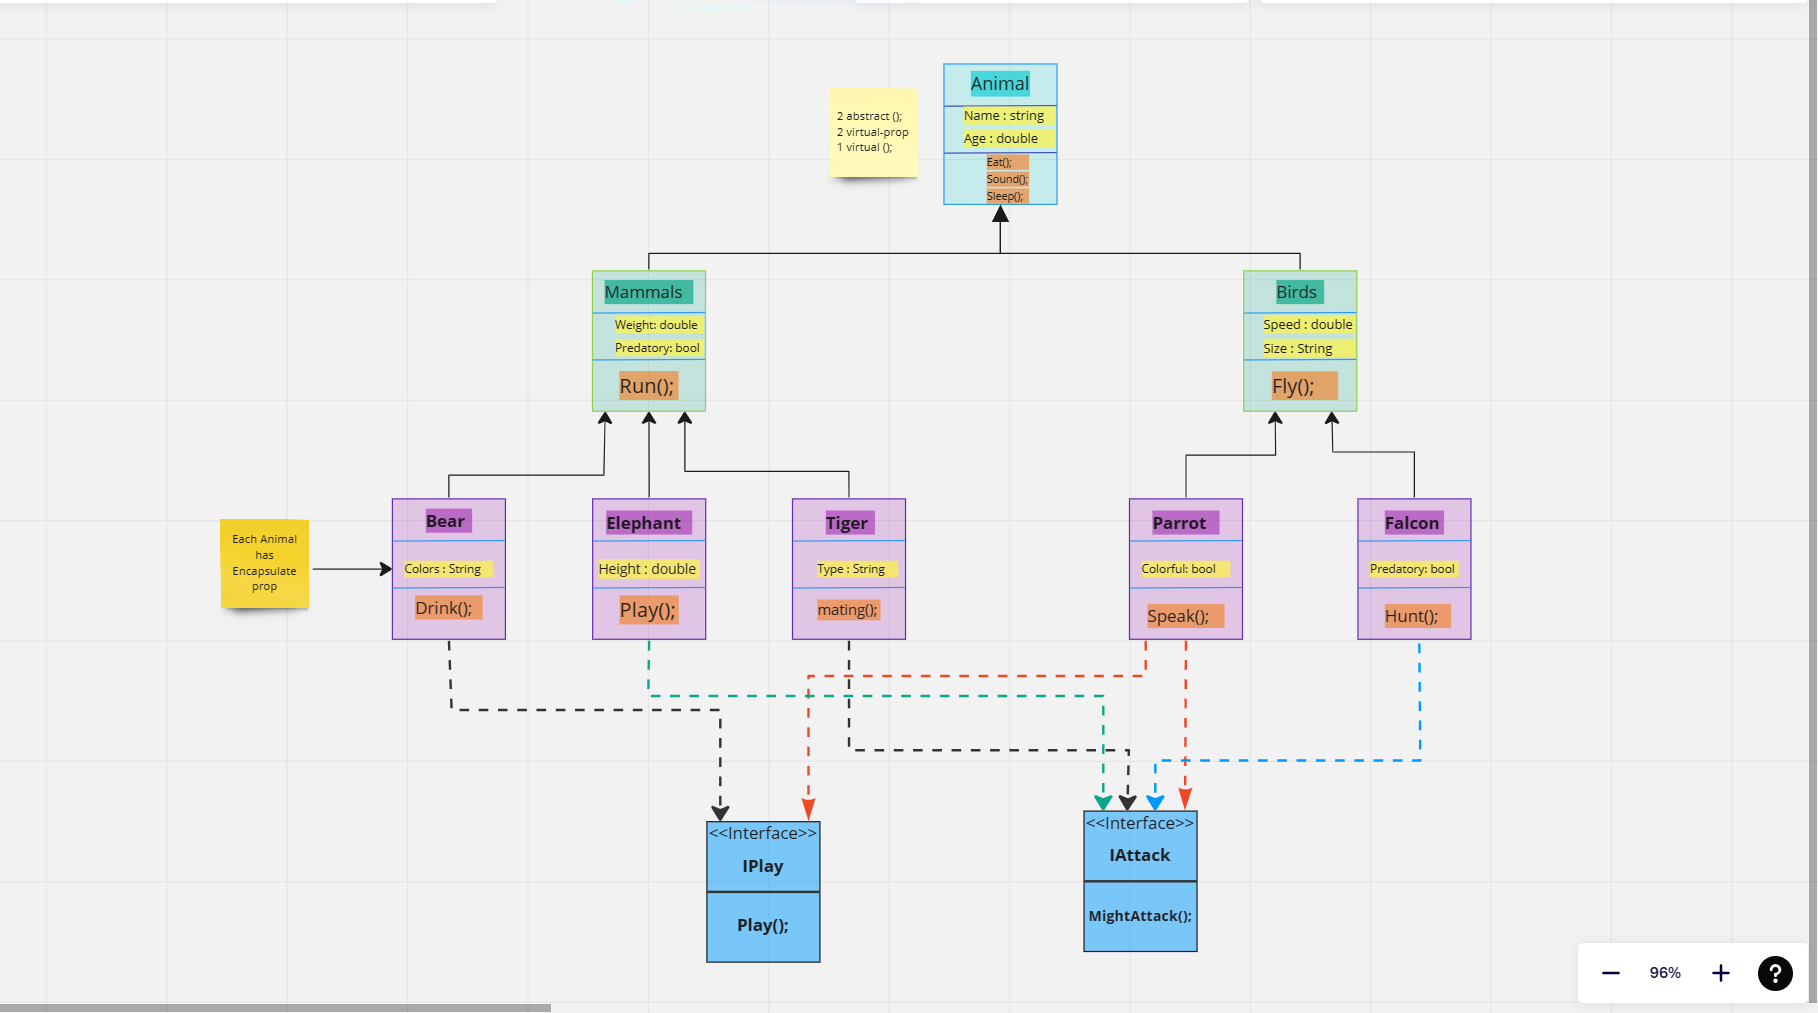 Animal
2 abstract ();
2 virtual-prop
1 virtual ();
Name : string
Age : double
Eat();
Sound();
Sleep();
Mammals
Weight: double
Predatory: bool
Run();
Birds
Speed : double
Size : String
Fly();
Each Animal
has
Encapsulate
prop
Bear
Colors : String
Drink();
Elephant
Height : double
Play();
Tiger
Type : String
mating();
Parrot
Colorful: bool
Speak();
Falcon
Predatory: bool
Hunt();
<<Interface>>
IPlay
Play();
<<Interface>>
IAttack
MightAttack();
96%
?